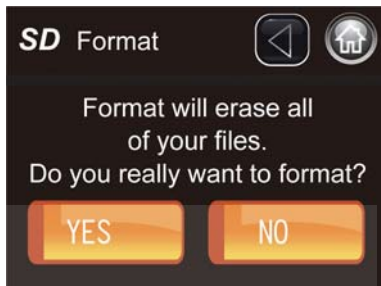 SD Format
Format will erase all
of your files.
Do you really want to format?
YES NO